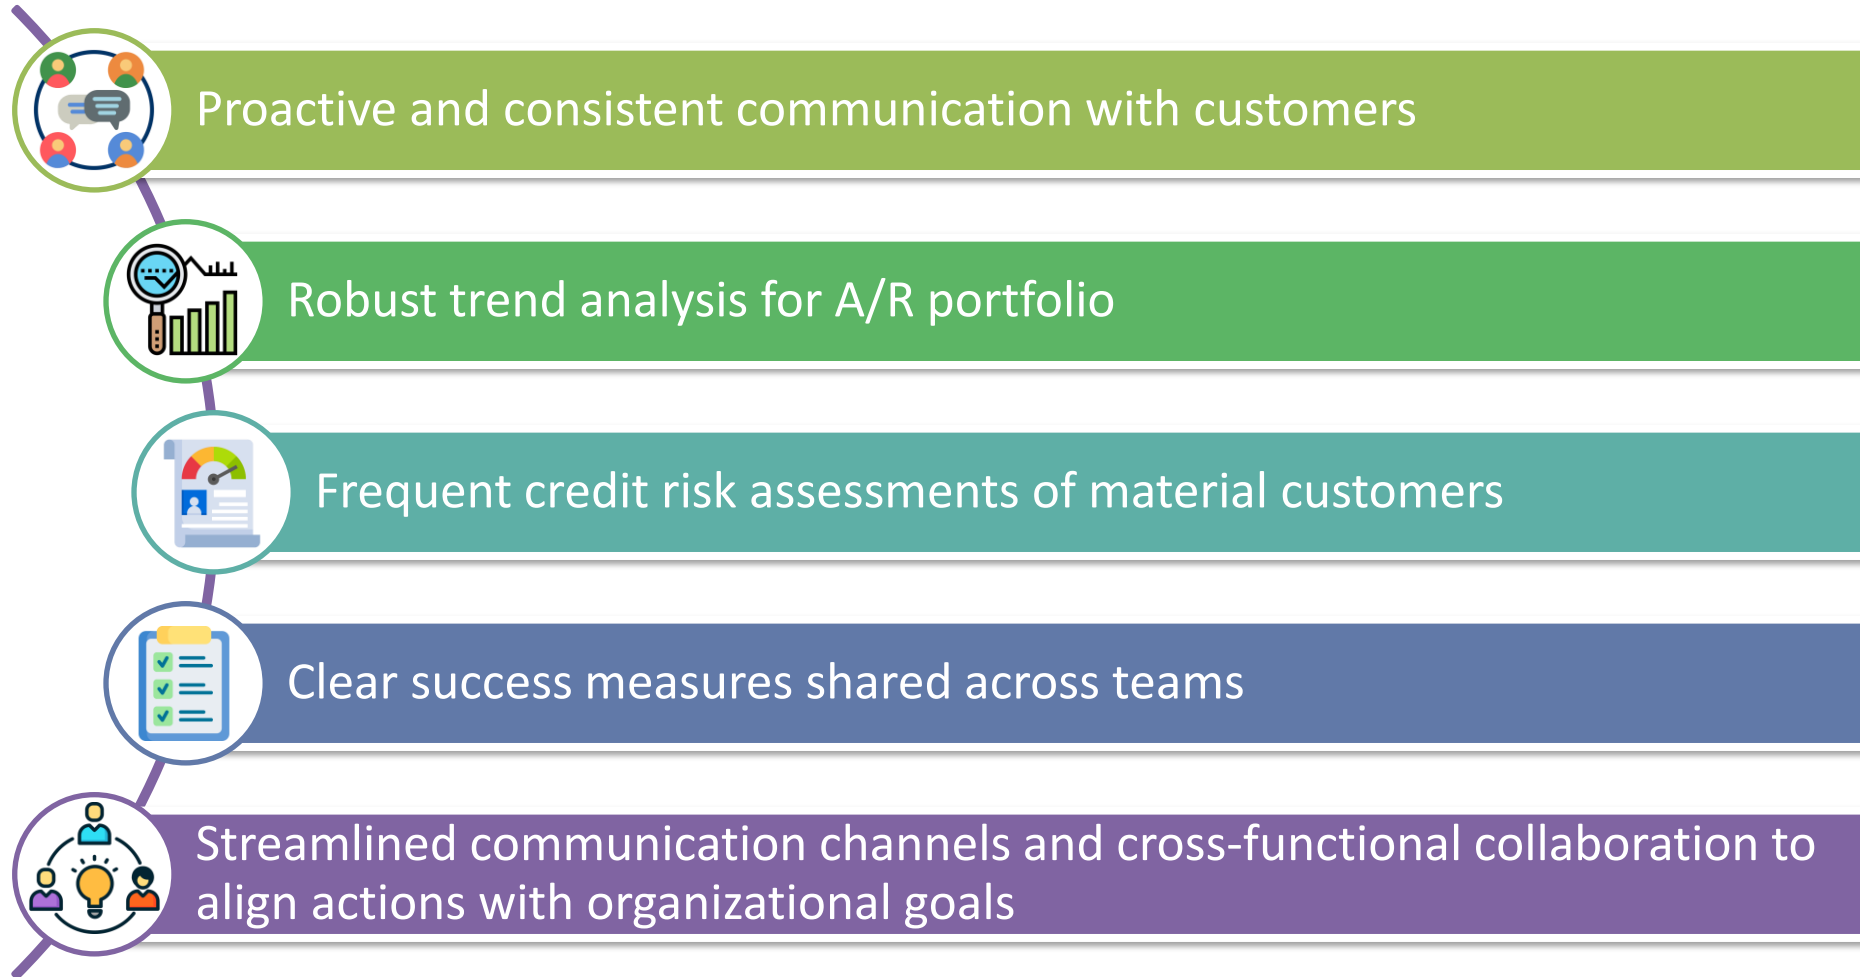 Proactive and consistent communication with customers
Robust trend analysis for A/R portfolio
Frequent credit risk assessments of material customers
Clear success measures shared across teams
Streamlined communication channels and cross-functional collaboration to
align actions with organizational goals